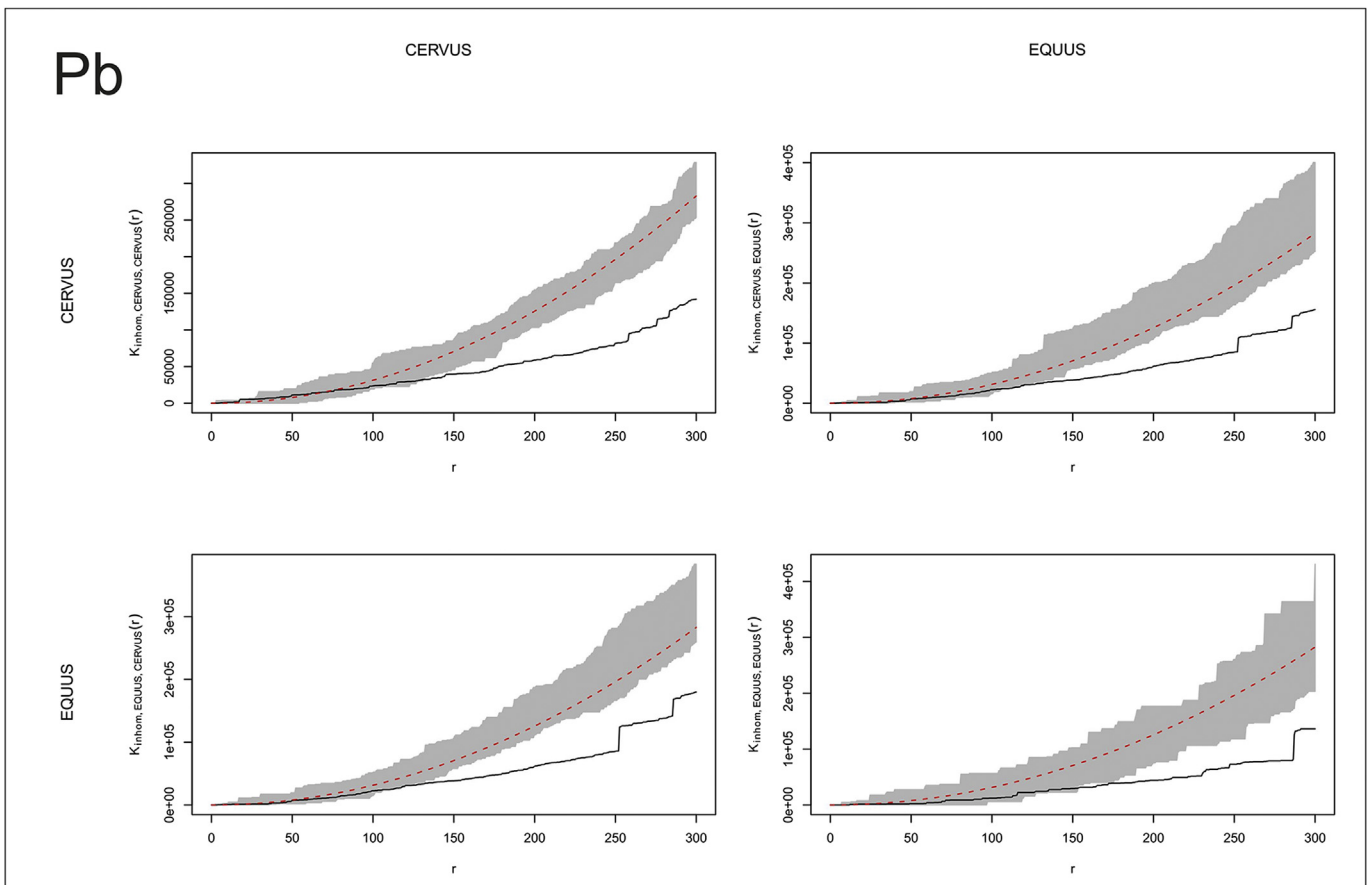 Pb
CERVUS
EQUUS
CERVUS
K inhom, CERVUS, CERVUS (r)
0
50000
150000
250000
0 50 100 150 200 250 300
r
K inhom, CERVUS, EQUUS (r)
0e+00
1e+05
2e+05
3e+05
4e+05
0 50 100 150 200 250 300
r
EQUUS
K inhom, EQUUS, CERVUS (r)
0e+00
1e+05
2e+05
3e+05
0 50 100 150 200 250 300
r
K inhom, EQUUS, EQUUS (r)
0e+00
1e+05
2e+05
3e+05
4e+05
0 50 100 150 200 250 300
r